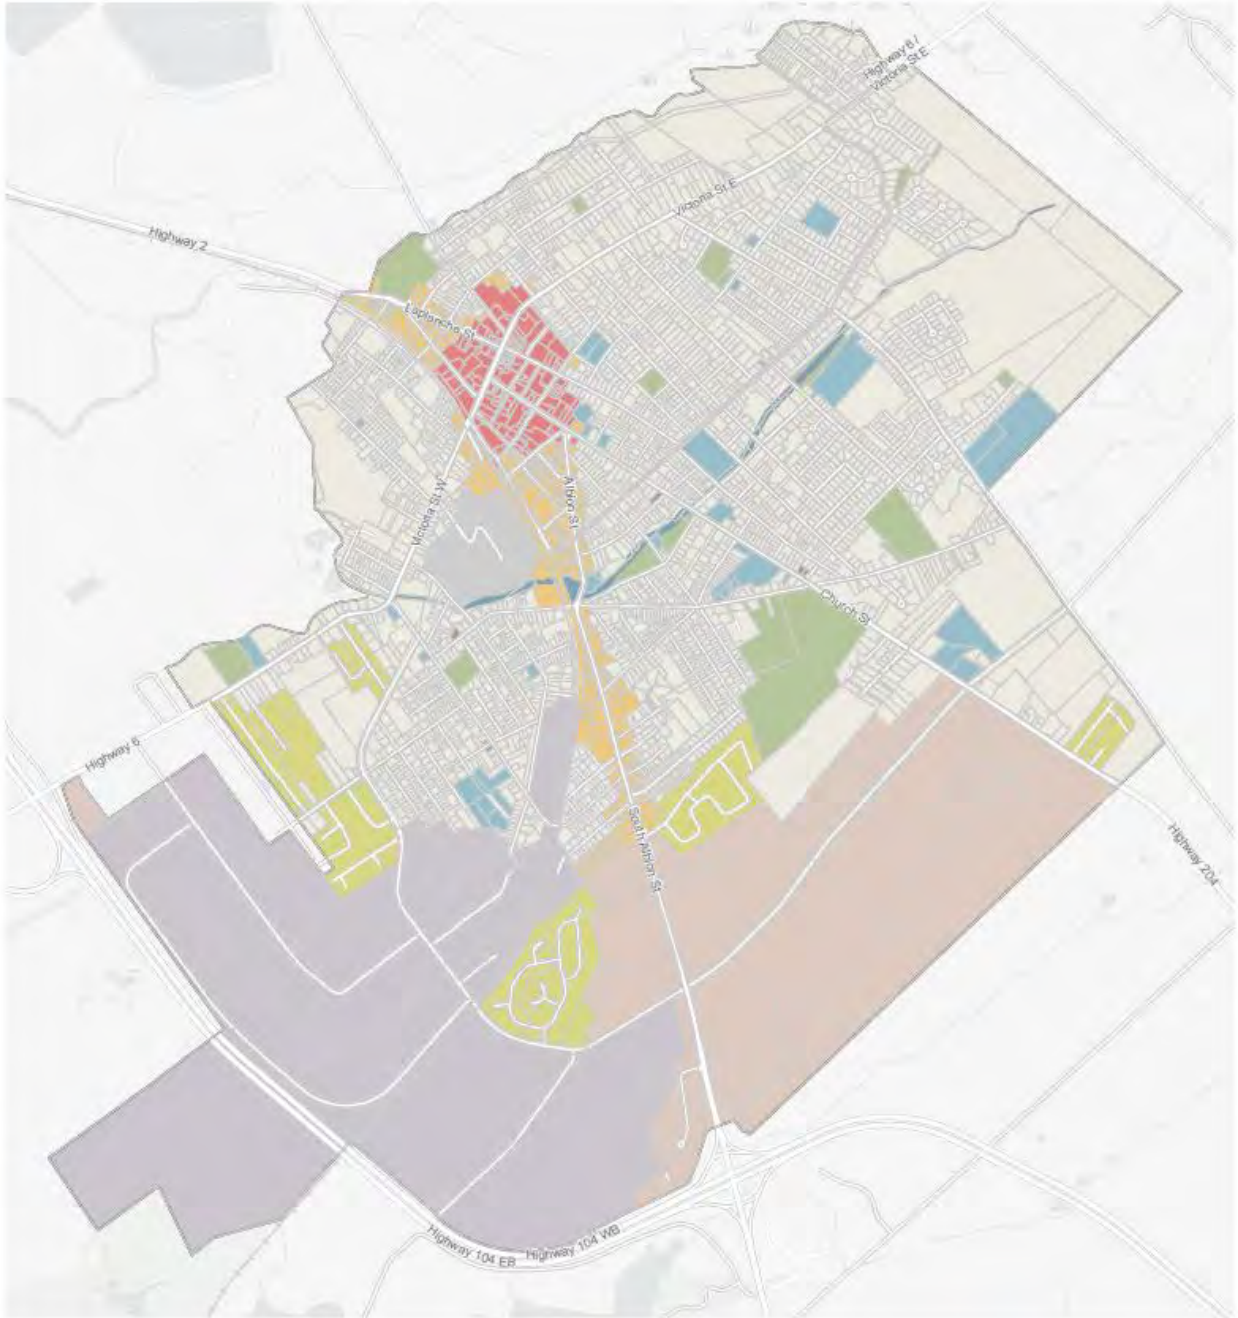 Highway 6 /
Victoria St E
Victoria St E
Highway 2
Laplanche St
Albion St
Victoria St W
Church St
Highway 6
South Albion St
Highway 204
Highway 104 EB
Highway 104 WB